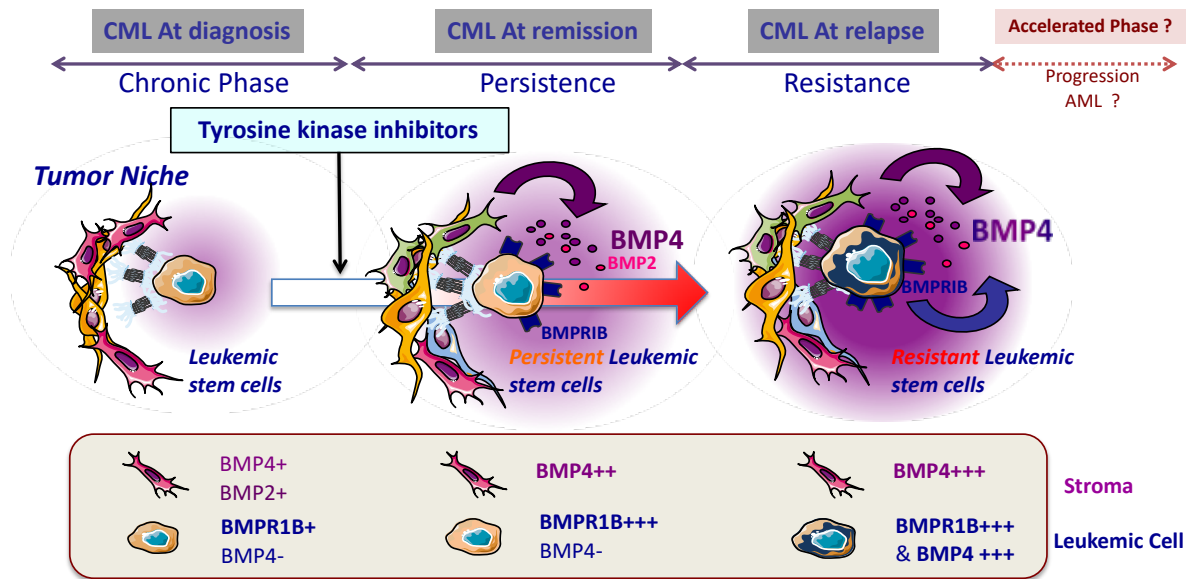 CML At diagnosis
CML At remission
CML At relapse
Accelerated Phase ?
Chronic Phase
Persistence
Resistance
Progression
AML ?
Tyrosine kinase inhibitors
Tumor Niche
BMP4
BMP2
BMPRIB
BMP4
BMPRIB
Leukemic
stem cells
Persistent Leukemic
stem cells
Resistant Leukemic
stem cells
BMP4+
BMP2+
BMP4++
BMP4+++
Stroma
BMPR1B+
BMP4-
BMPR1B+++
BMP4-
BMPR1B+++
& BMP4 +++
Leukemic Cell